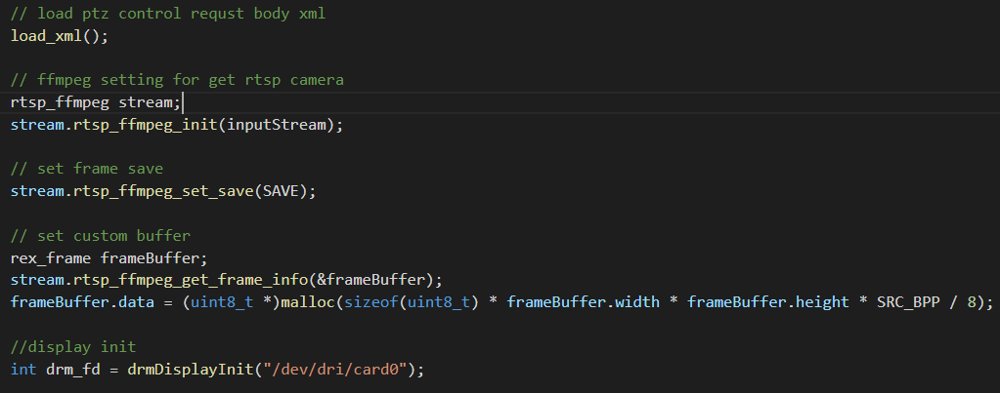 // load ptz control requst body xml
load_xml();
// ffmpeg setting for get rtsp camera
rtsp_ffmpeg stream;
stream.rtsp_ffmpeg_init(inputStream);
// set frame save
stream.rtsp_ffmpeg_set_save(SAVE);
// set custom buffer
rex_frame frameBuffer;
stream.rtsp_ffmpeg_get_frame_info(&frameBuffer);
frameBuffer.data = (uint8_t *)malloc(sizeof(uint8_t) * frameBuffer.width * frameBuffer.height * SRC_BPP / 8);
//display init
int drm_fd = drmDisplayInit("/dev/dri/card0");